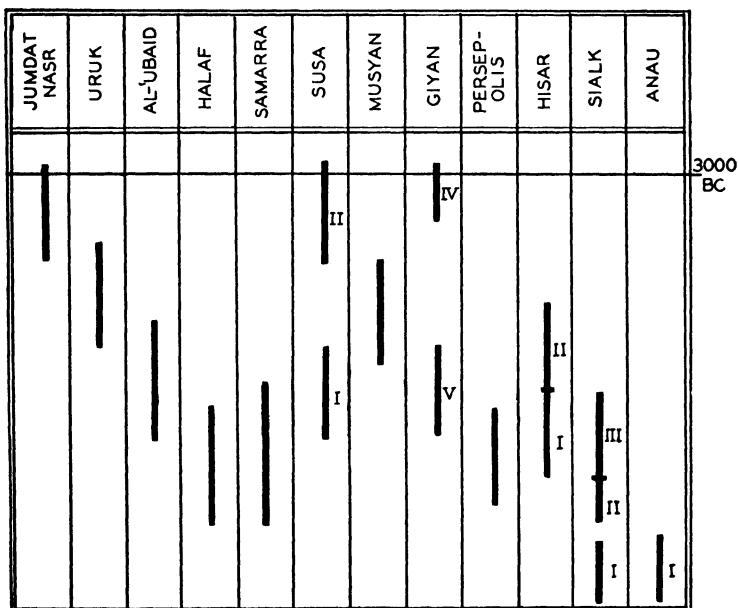 JUMDAT
NASR
URUK
AL-'UBAID
HALAF
SAMARRA
SUSA
MUSYAN
GIYAN
PERSEP-
OLIS
HISAR
SIALK
ANAU
3000
BC
IV
II
II
I
V
I
III
II
I
I